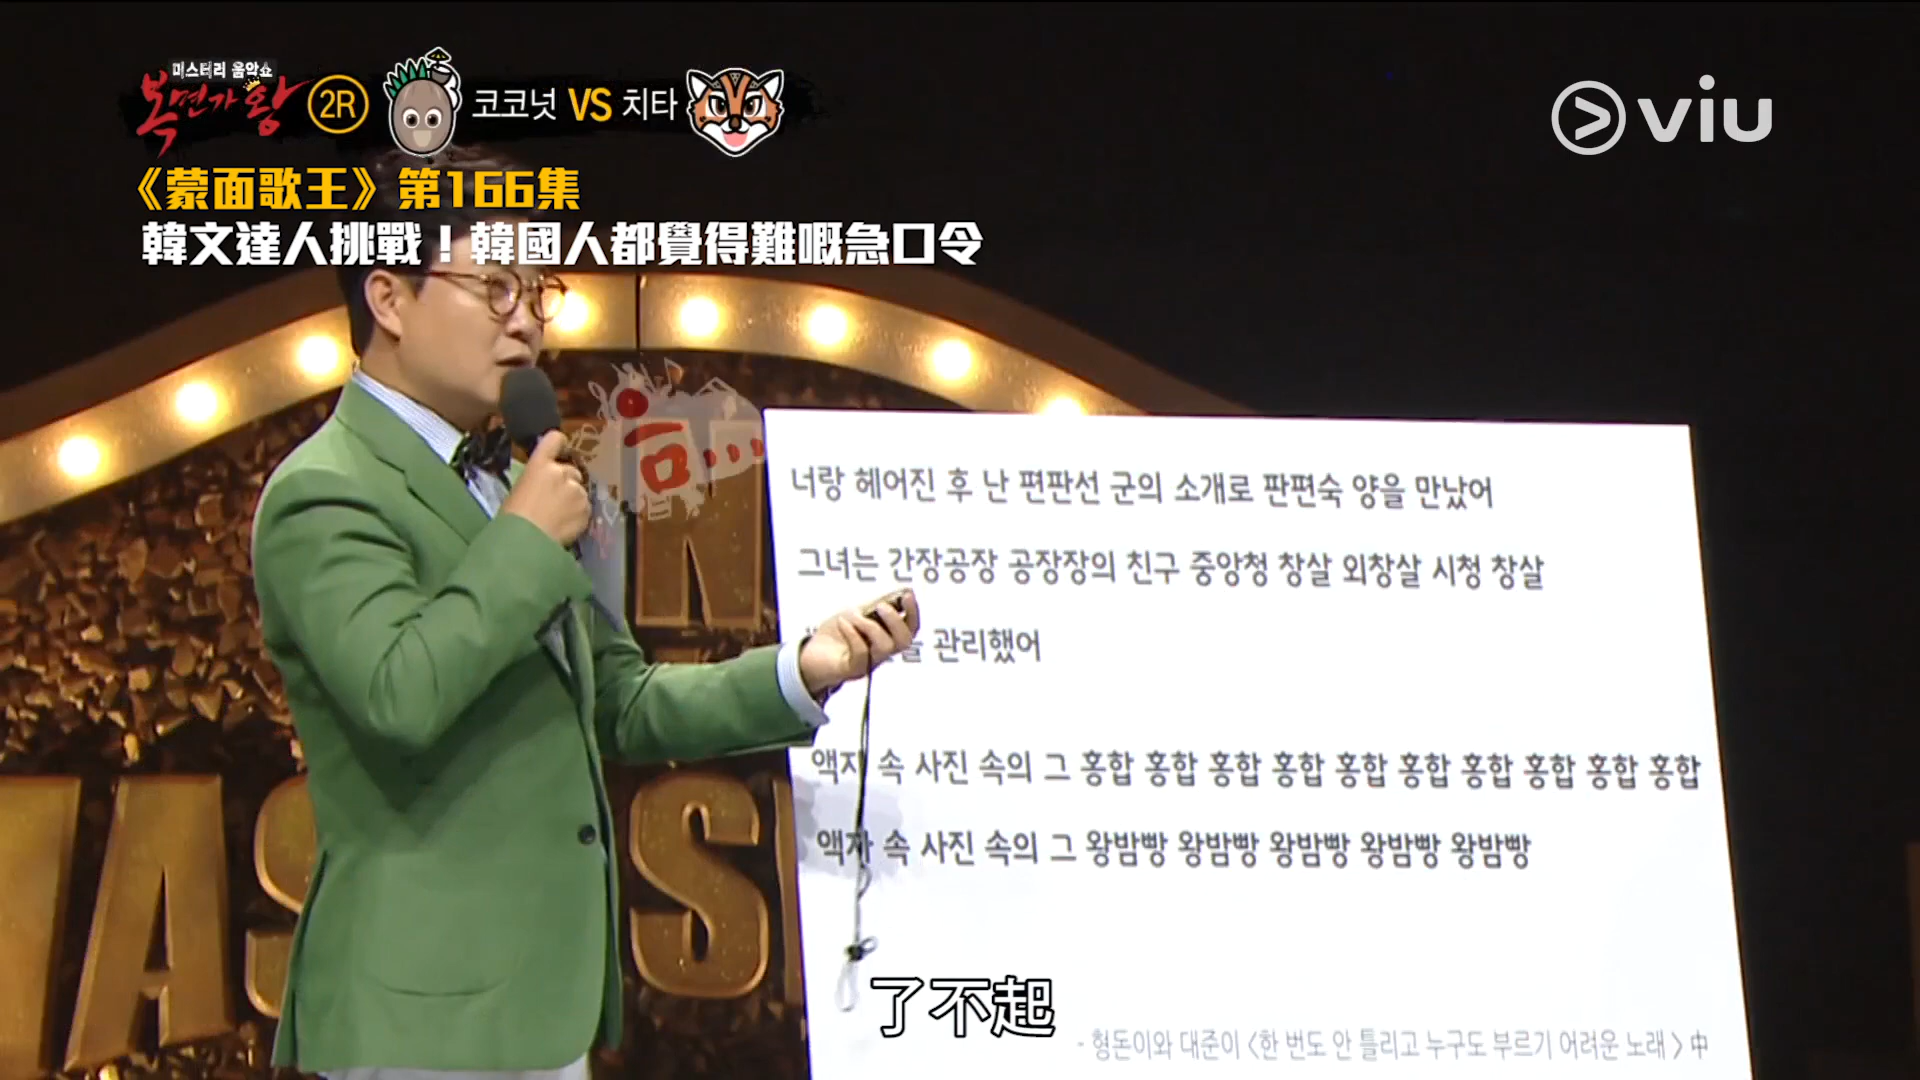 미스터리 음악쇼
복면가왕 2R 코코넛 VS 치타
viu
《蒙面歌王》第166集
韓文達人挑戰！韓國人都覺得難嘅急口令
흠...
너랑 헤어진 후 난 편판선 군의 소개로 판편숙 양을 만났어
그녀는 간장공장 공장장의 친구 중앙청 창살 외창살 시청 창살
관리했어
액자 속 사진 속의 그 홍합 홍합 홍합 홍합 홍합 홍합 홍합 홍합 홍합 홍합
액자 속 사진 속의 그 왕밤빵 왕밤빵 왕밤빵 왕밤빵 왕밤빵
了不起
- 형돈이와 대준이 <한 번도 안 틀리고 누구도 부르기 어려운 노래> 中